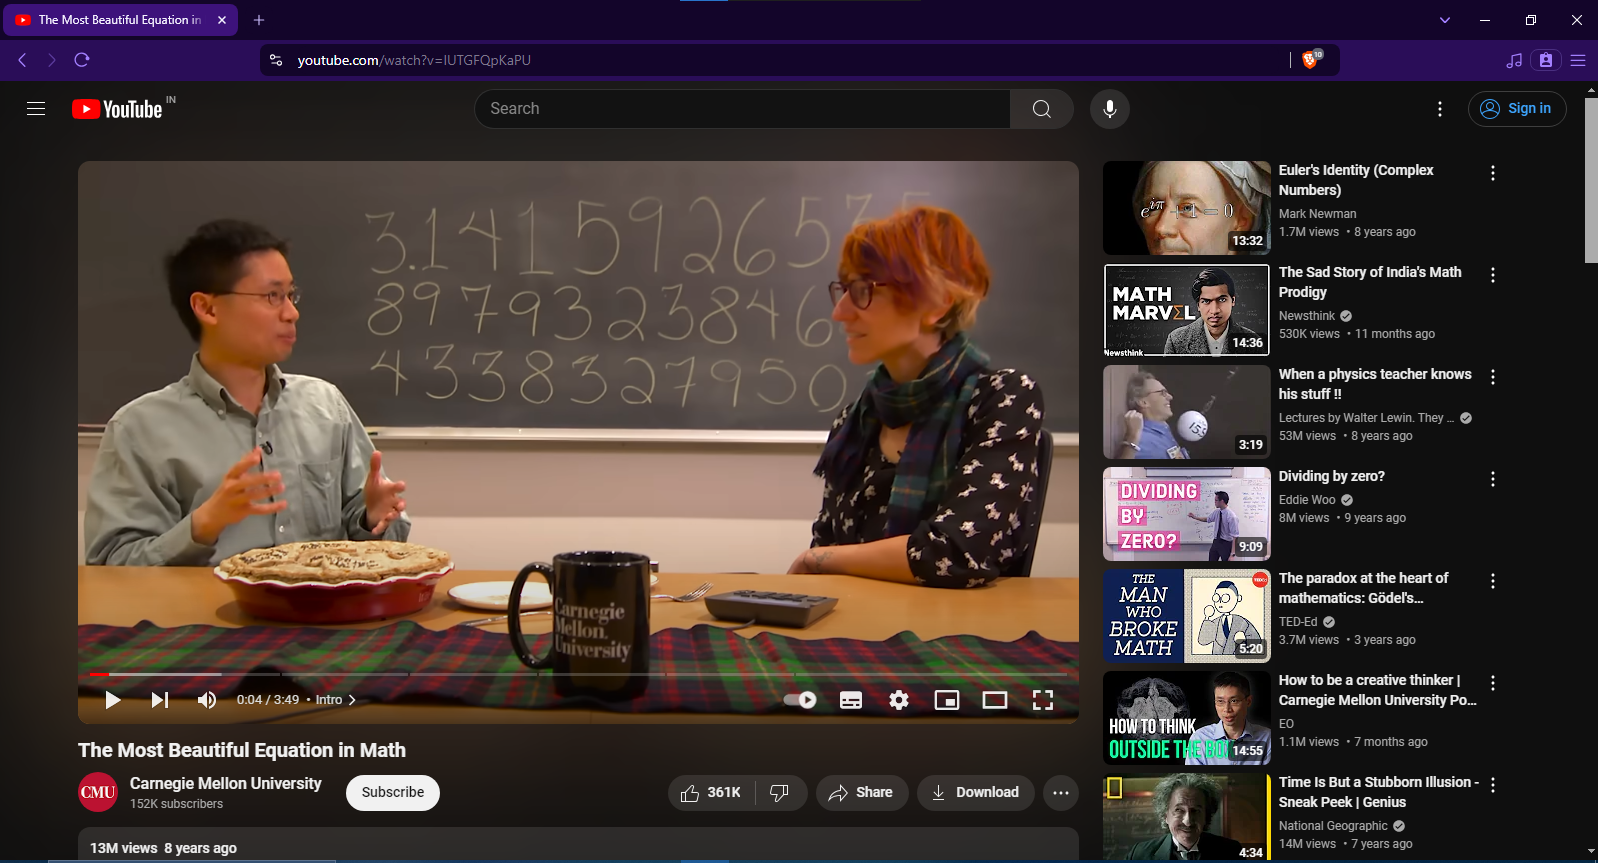 The Most Beautiful Equation in
youtube.com/watch?v=IUTGFQpKaPU
10
YouTube IN
Search
Sign in
3.14159265 35
8979323846
4338327950
Carnegie
Mellon
University
0:04 / 3:49 • Intro
The Most Beautiful Equation in Math
CMU
Carnegie Mellon University
152K subscribers
Subscribe
361K
Share
Download
13M views 8 years ago
e^iπ + 1 = 0
13:32
Euler's Identity (Complex
Numbers)
Mark Newman
1.7M views • 8 years ago
MATH
MARVΣL
Newsthink
14:36
The Sad Story of India's Math
Prodigy
Newsthink
530K views • 11 months ago
15.5
3:19
When a physics teacher knows
his stuff !!
Lectures by Walter Lewin. They ...
53M views • 8 years ago
DIVIDING
BY
ZERO?
9:09
Dividing by zero?
Eddie Woo
8M views • 9 years ago
THE
MAN
WHO
BROKE
MATH
5:20
The paradox at the heart of
mathematics: Gödel's...
TED-Ed
3.7M views • 3 years ago
HOW TO THINK
OUTSIDE THE BOX
14:55
How to be a creative thinker |
Carnegie Mellon University Po...
EO
1.1M views • 7 months ago
4:34
Time Is But a Stubborn Illusion -
Sneak Peek | Genius
National Geographic
14M views • 7 years ago